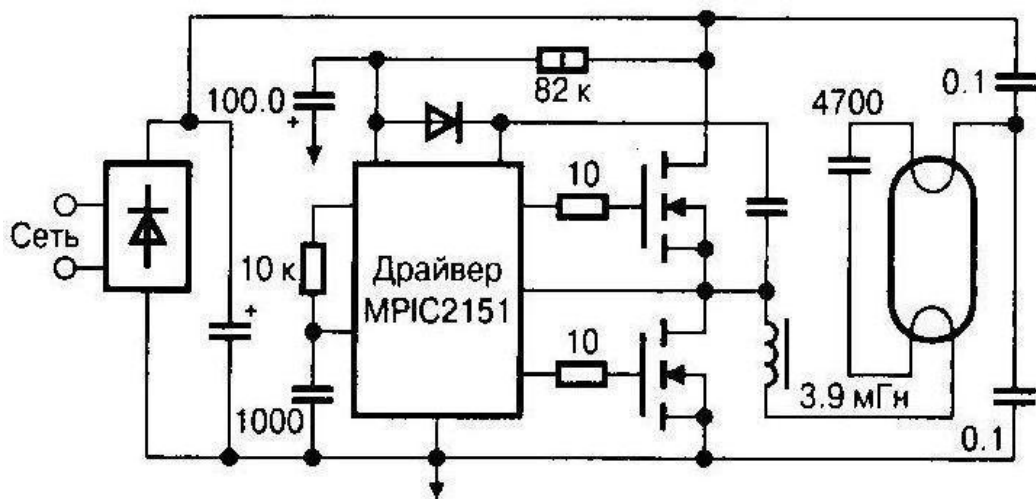 100.0
+
82 к
4700
0.1
10
Сеть
+
10 к
Драйвер
MPIC2151
10
1000
3.9 мГн
0.1